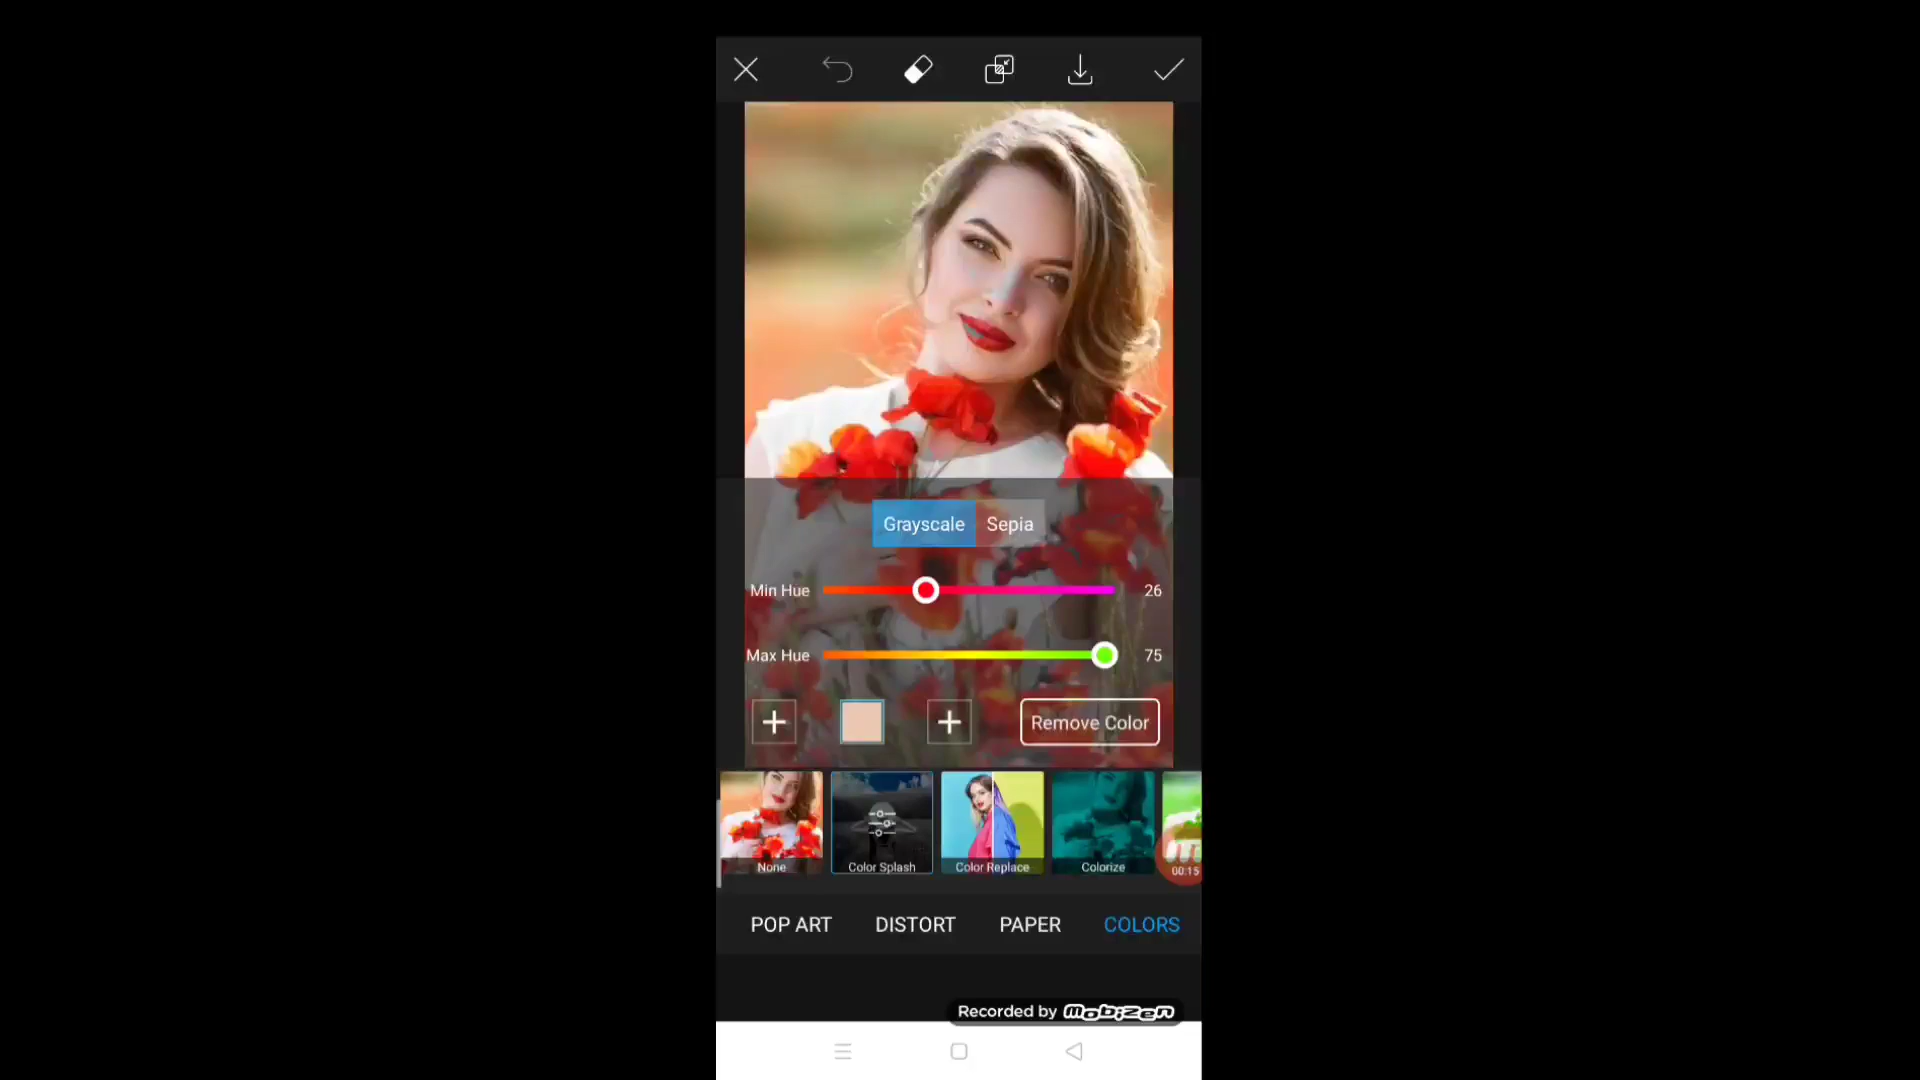 Grayscale Sepia
Min Hue 26
Max Hue 75
Remove Color
None Color Splash Color Replace Colorize
00:15
POP ART DISTORT PAPER COLORS
Recorded by mobizen